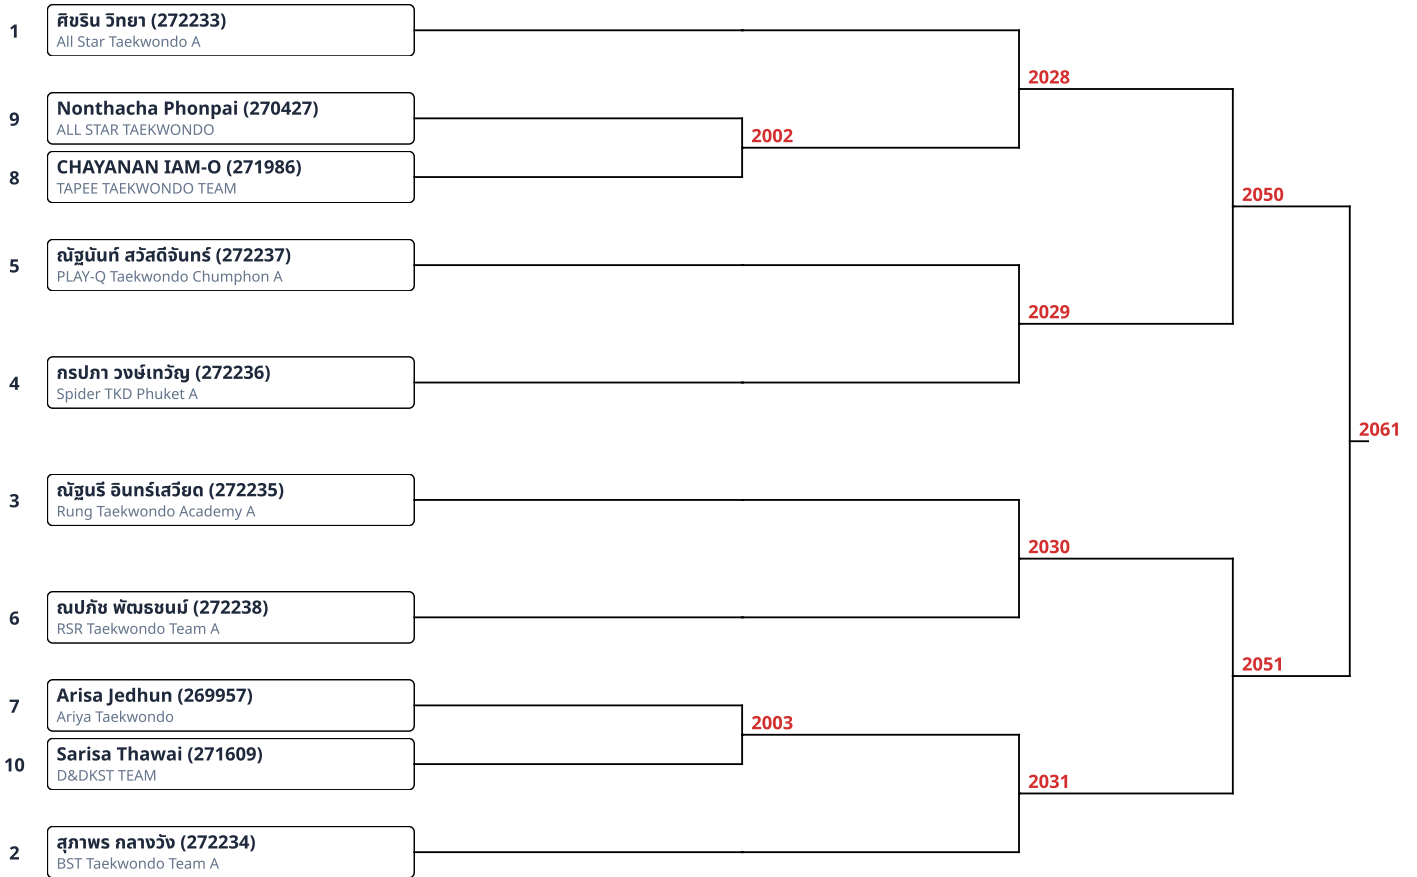 1
ศิขริน วิทยา (272233)
All Star Taekwondo A
2028
9
Nonthacha Phonpai (270427)
ALL STAR TAEKWONDO
2002
8
CHAYANAN IAM-O (271986)
TAPEE TAEKWONDO TEAM
2050
5
ณัฐนันท์ สวัสดีจันทร์ (272237)
PLAY-Q Taekwondo Chumphon A
2029
4
กรปภา วงษ์เทวัญ (272236)
Spider TKD Phuket A
2061
3
ณัฐนรี อินทร์เสวียด (272235)
Rung Taekwondo Academy A
2030
6
ณปภัช พัฒธชนม์ (272238)
RSR Taekwondo Team A
2051
7
Arisa Jedhun (269957)
Ariya Taekwondo
2003
10
Sarisa Thawai (271609)
D&DKST TEAM
2031
2
สุภาพร กลางวัง (272234)
BST Taekwondo Team A